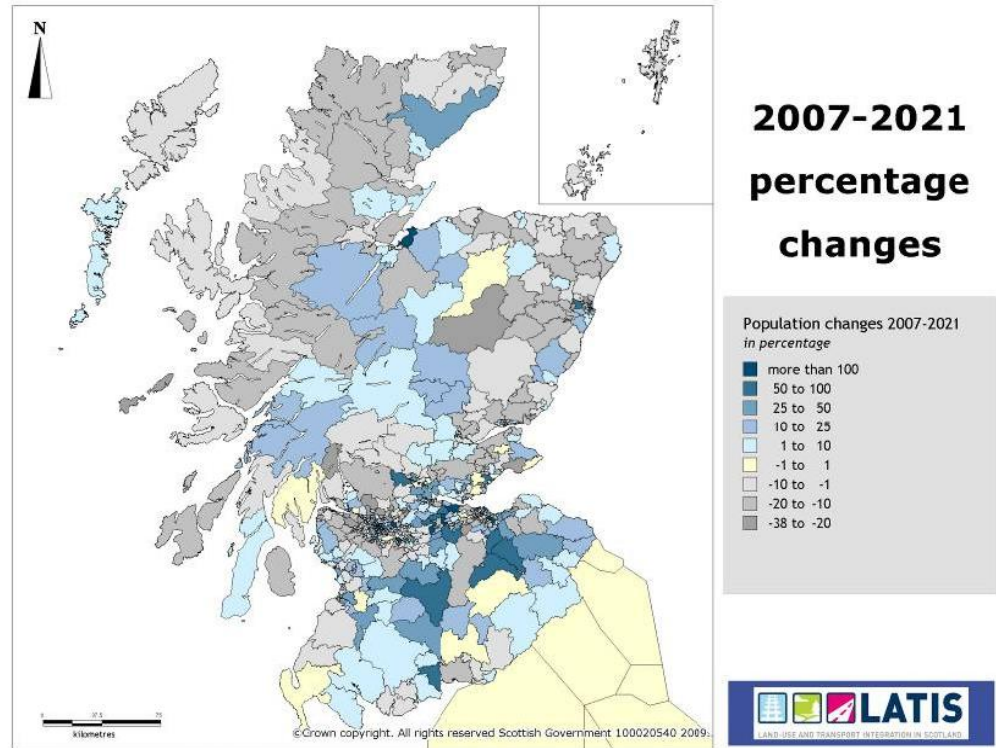 N
2007-2021
percentage
changes
Population changes 2007-2021
in percentage
more than 100
50 to 100
25 to 50
10 to 25
1 to 10
-1 to 1
-10 to -1
-20 to -10
-38 to -20
kilometres
©Crown copyright. All rights reserved Scottish Government 100020540 2009.
LATIS
LAND-USE AND TRANSPORT INTEGRATION IN SCOTLAND